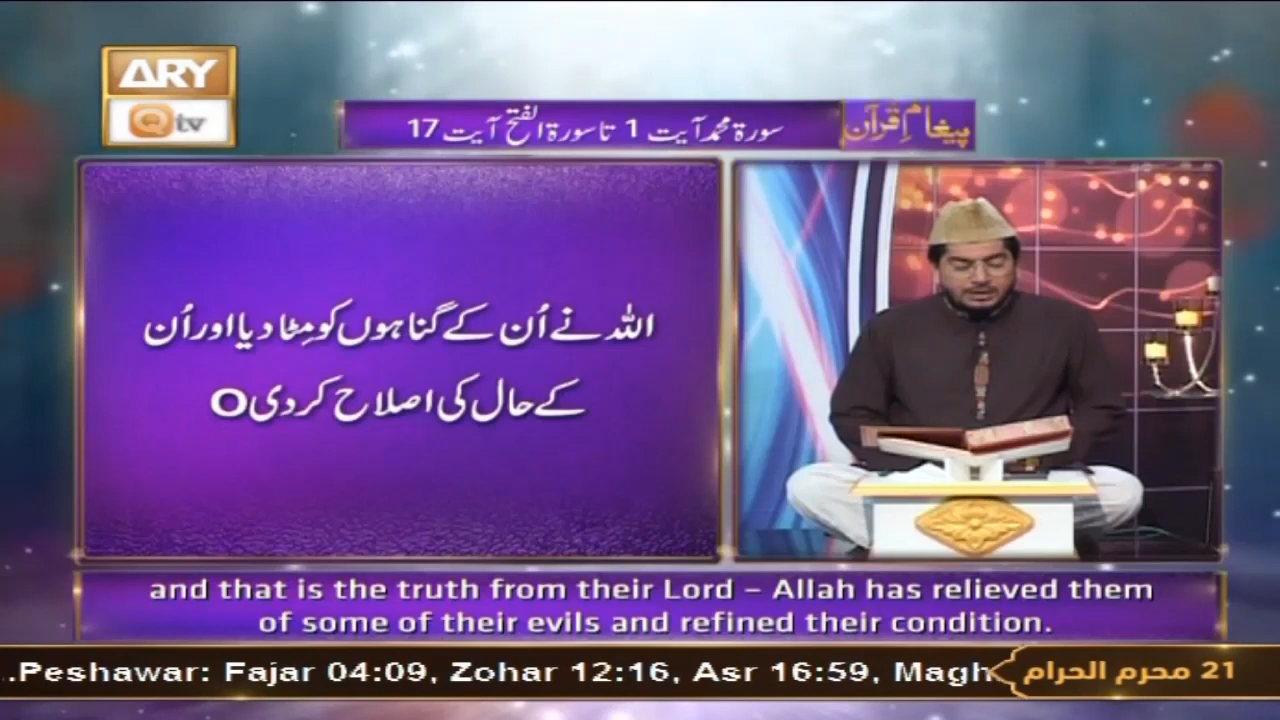 ARY
Qtv
پیغامِ قرآن
سورۃ محمد آیت 1 تا سورۃ الفتح آیت 17
اللہ نے اُن کے گناہوں کو مِٹا دیا اور اُن
کے حال کی اصلاح کر دی O
and that is the truth from their Lord – Allah has relieved them
of some of their evils and refined their condition.
..Peshawar: Fajar 04:09, Zohar 12:16, Asr 16:59, Magh
21 محرم الحرام